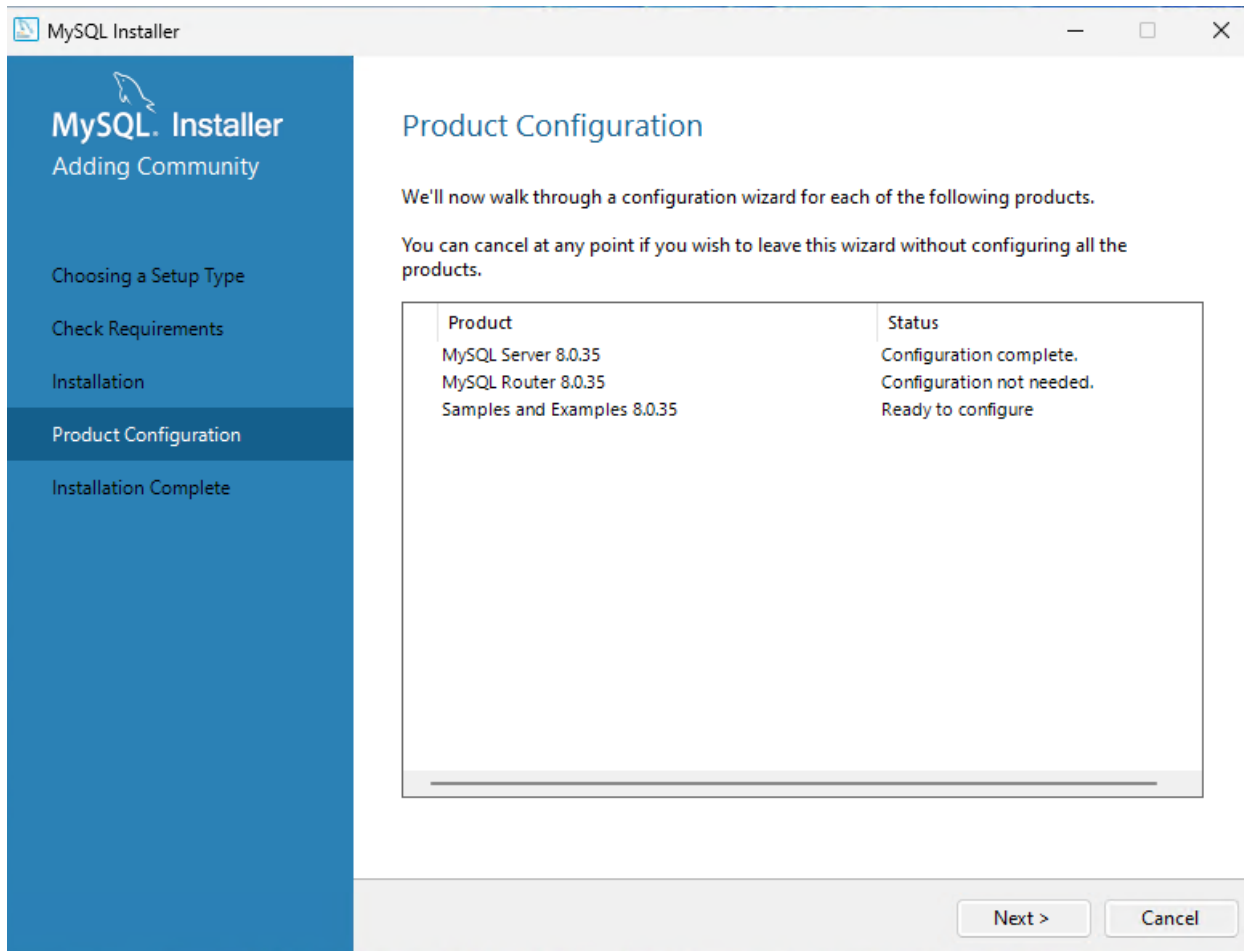 MySQL Installer
MySQL. Installer
Adding Community
Choosing a Setup Type
Check Requirements
Installation
Product Configuration
Installation Complete
Product Configuration
We'll now walk through a configuration wizard for each of the following products.
You can cancel at any point if you wish to leave this wizard without configuring all the
products.
Product Status
MySQL Server 8.0.35 Configuration complete.
MySQL Router 8.0.35 Configuration not needed.
Samples and Examples 8.0.35 Ready to configure
Next > Cancel